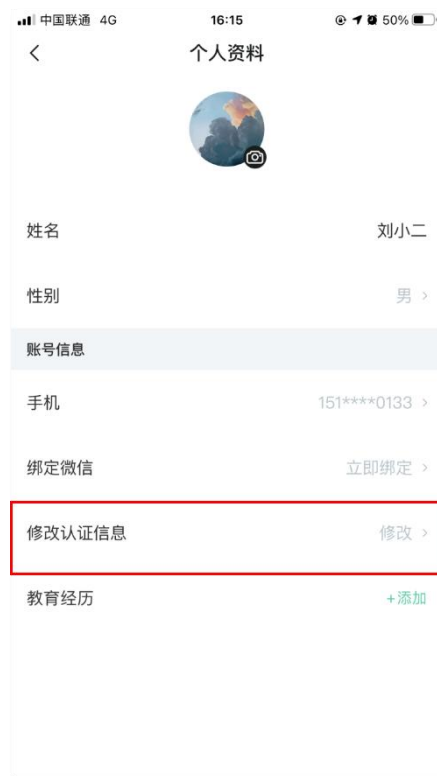 中国联通 4G 16:15 50%
个人资料
姓名 刘小二
性别 男
账号信息
手机 151****0133
绑定微信 立即绑定
修改认证信息 修改
教育经历 +添加